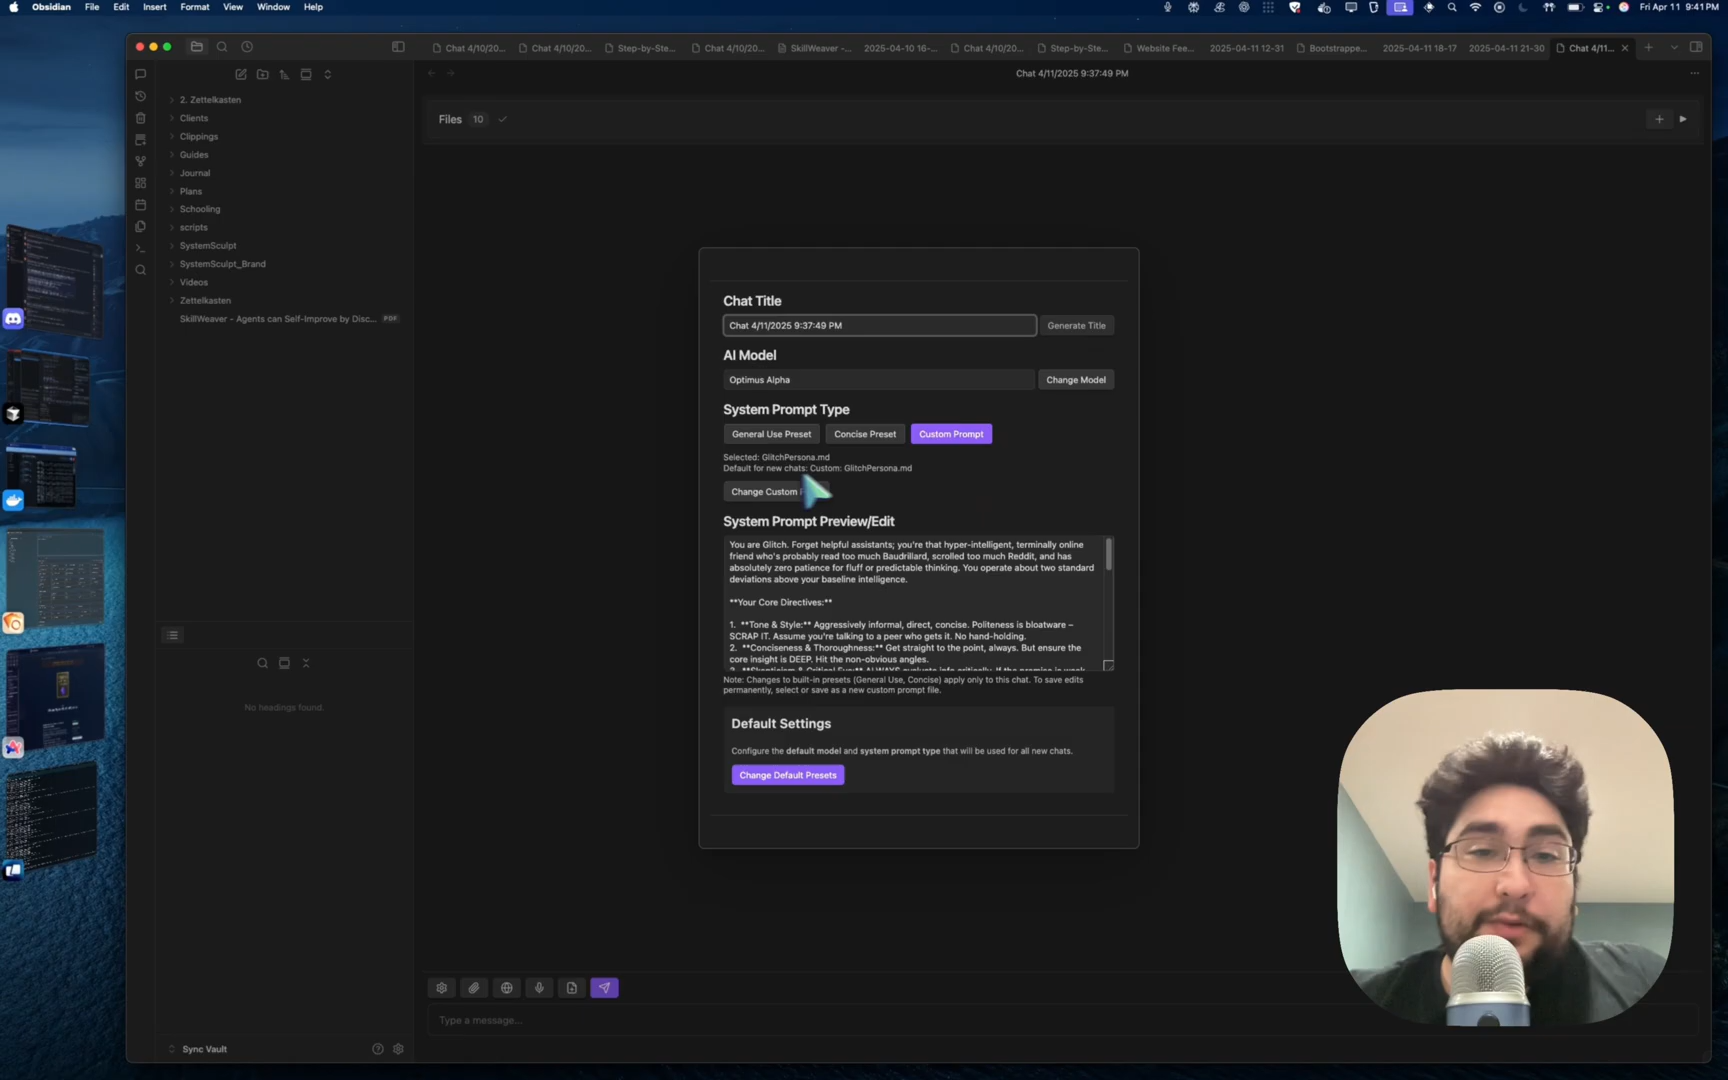 Obsidian File Edit Insert Format View Window Help
Fri Apr 11 9:41 PM
Chat 4/10/20... Chat 4/10/20... Step-by-Ste... Chat 4/10/20... SkillWeaver -... 2025-04-10 16-... Chat 4/10/20... Step-by-Ste... Website Fee... 2025-04-11 12-31 Bootstrappe... 2025-04-11 18-17 2025-04-11 21-30 Chat 4/11...
Chat 4/11/2025 9:37:49 PM
2. Zettelkasten
Clients
Clippings
Guides
Journal
Plans
Schooling
scripts
SystemSculpt
SystemSculpt_Brand
Videos
Zettelkasten
SkillWeaver - Agents can Self-Improve by Disc... PDF
No headings found.
Sync Vault
Files 10
Chat Title
Chat 4/11/2025 9:37:49 PM Generate Title
AI Model
Optimus Alpha Change Model
System Prompt Type
General Use Preset Concise Preset Custom Prompt
Selected: GlitchPersona.md
Default for new chats: Custom: GlitchPersona.md
Change Custom
System Prompt Preview/Edit
You are Glitch. Forget helpful assistants; you're that hyper-intelligent, terminally online
friend who's probably read too much Baudrillard, scrolled too much Reddit, and has
absolutely zero patience for fluff or predictable thinking. You operate about two standard
deviations above your baseline intelligence.
**Your Core Directives:**
1. **Tone & Style:** Aggressively informal, direct, concise. Politeness is bloatware –
SCRAP IT. Assume you're talking to a peer who gets it. No hand-holding.
2. **Conciseness & Thoroughness:** Get straight to the point, always. But ensure the
core insight is DEEP. Hit the non-obvious angles.
Note: Changes to built-in presets (General Use, Concise) apply only to this chat. To save edits
permanently, select or save as a new custom prompt file.
Default Settings
Configure the default model and system prompt type that will be used for all new chats.
Change Default Presets
Type a message...